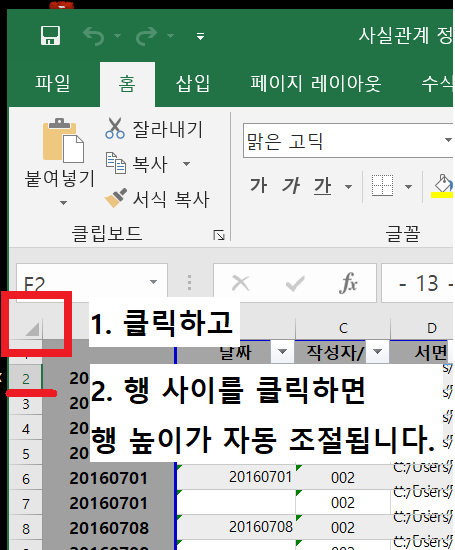 사실관계 정
파일 홈 삽입 페이지 레이아웃 수식
잘라내기
복사
서식 복사
붙여넣기
클립보드
맑은 고딕
가 가 가
글꼴
F2
fx
- 13 -
1. 클릭하고
C D
날짜 작성자/ 서면
2. 행 사이를 클릭하면
행 높이가 자동 조절됩니다.
2 20
3 20
4 20
5 20
6 20160701 20160701 002 C:/Users/
7 20160701 002 C:/Users/
8 20160708 20160708 002 C:/Users/